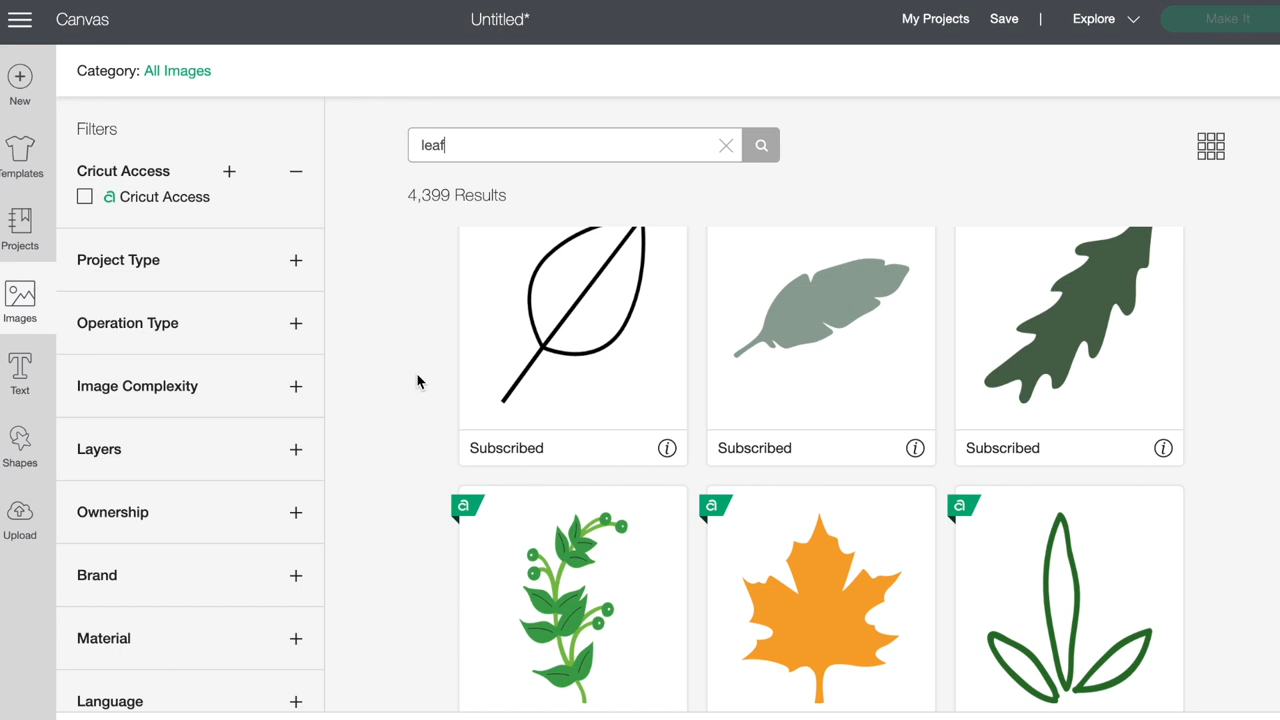 Canvas
Untitled*
My Projects
Save
|
Explore
Make It
New
Templates
Projects
Images
Text
Shapes
Upload
Category: All Images
Filters
Cricut Access
a Cricut Access
Project Type
Operation Type
Image Complexity
Layers
Ownership
Brand
Material
Language
leaf
4,399 Results
Subscribed
Subscribed
Subscribed
a
a
a